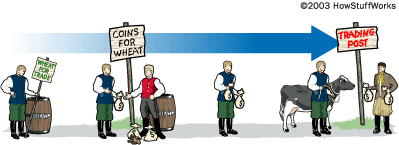 ©2003 HowStuffWorks
WHEAT
FOR
TRADE
COINS
FOR
WHEAT
TRADING
POST